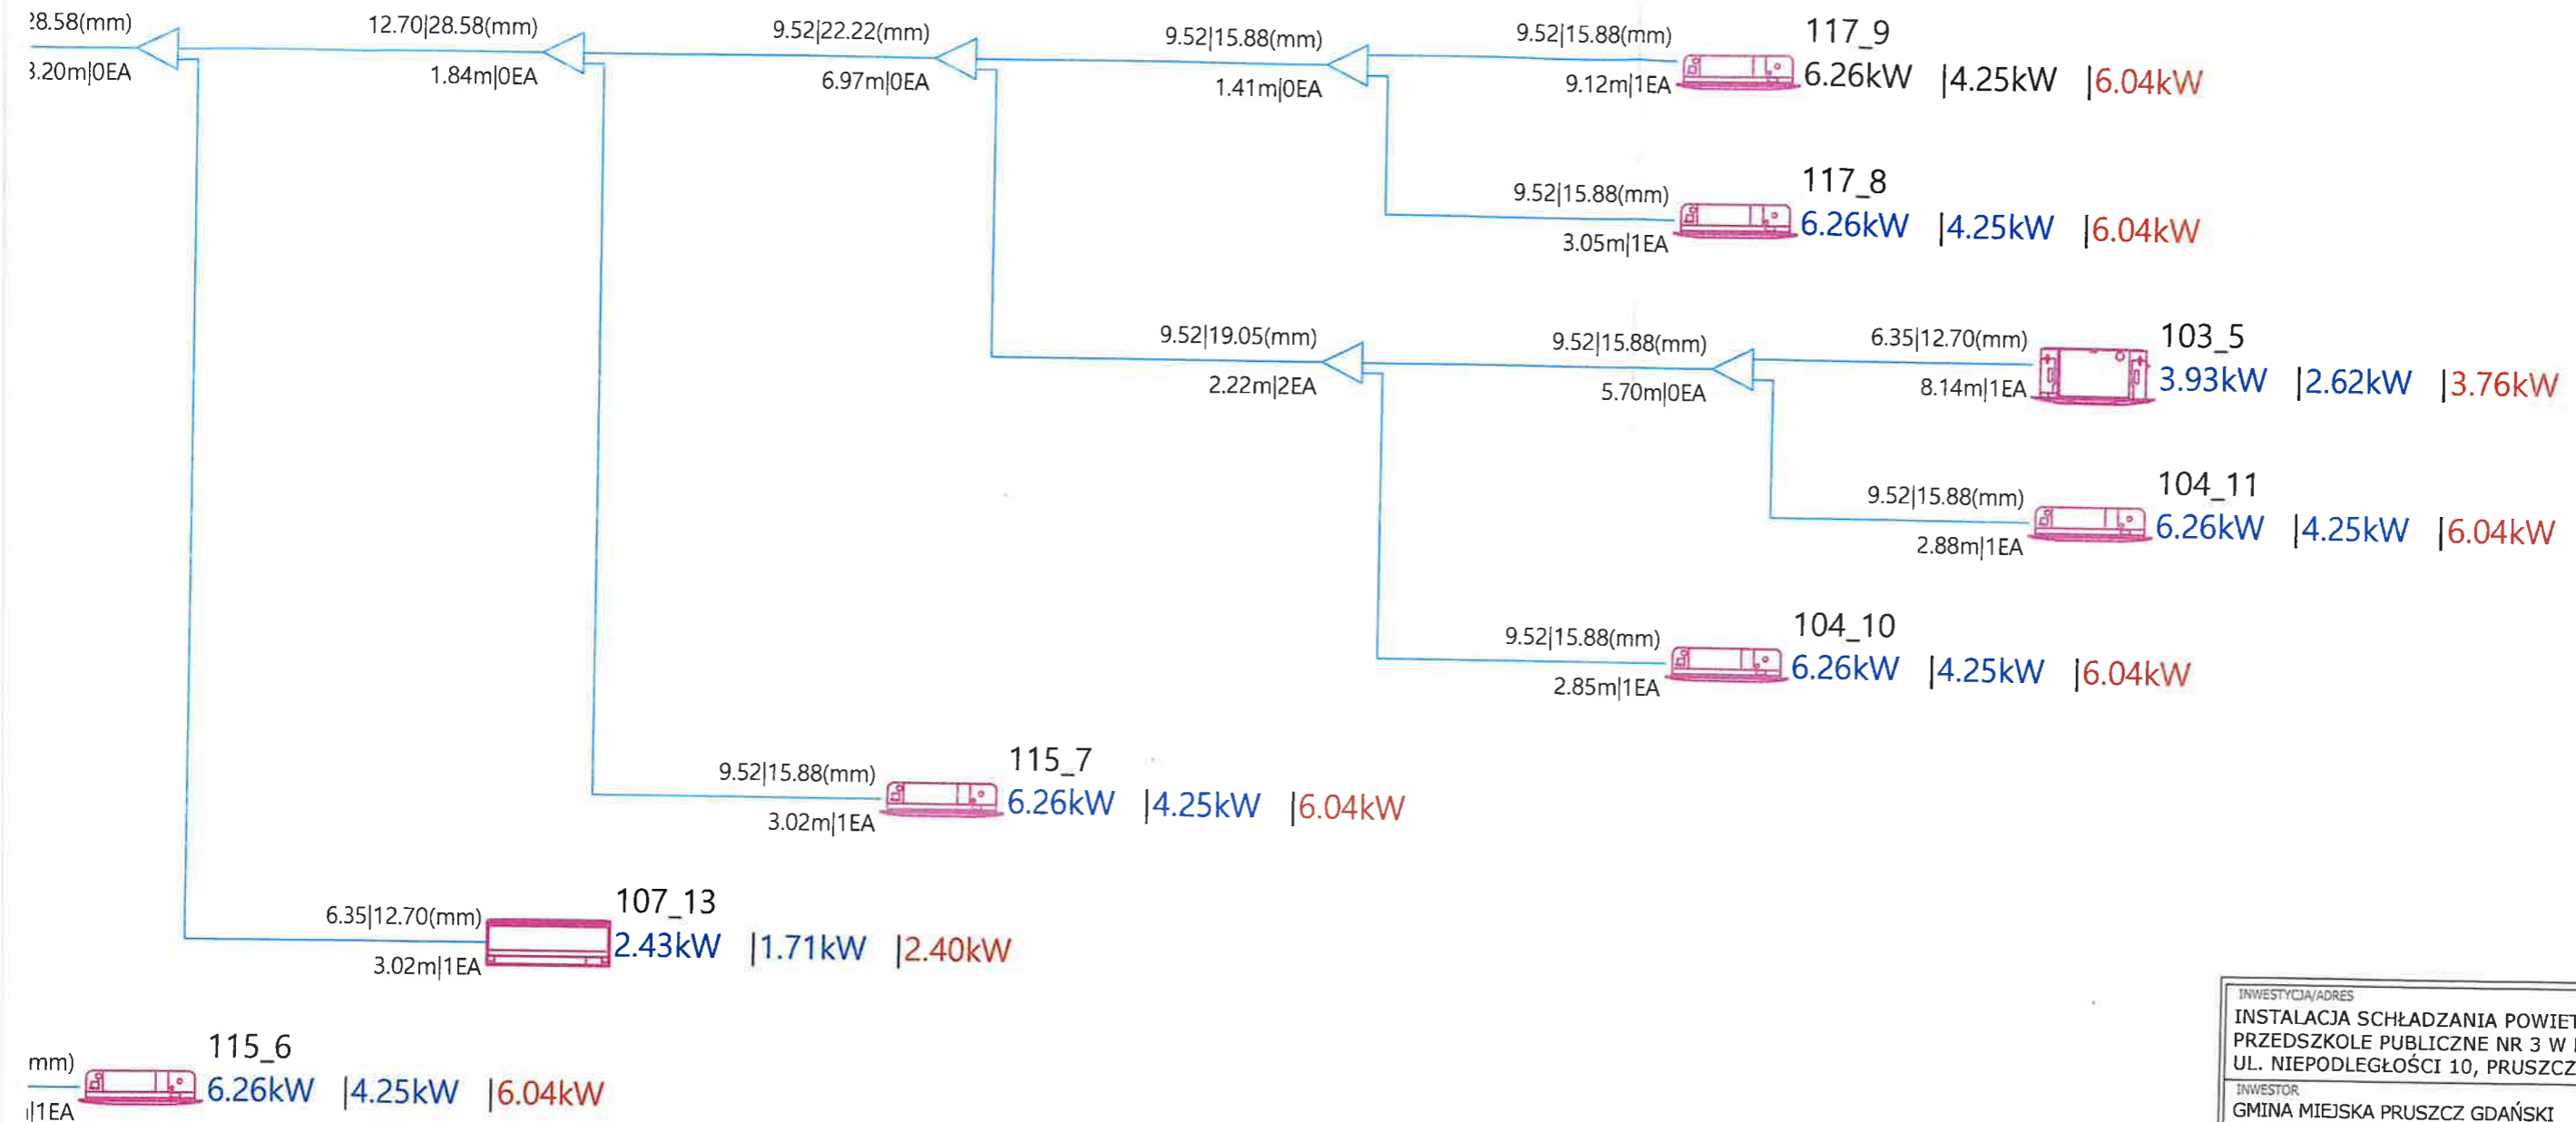 28.58(mm)
3.20m|0EA
12.70|28.58(mm)
1.84m|0EA
9.52|22.22(mm)
6.97m|0EA
9.52|15.88(mm)
1.41m|0EA
9.52|15.88(mm)
9.12m|1EA
117_9
6.26kW |4.25kW |6.04kW
9.52|15.88(mm)
3.05m|1EA
117_8
6.26kW |4.25kW |6.04kW
9.52|19.05(mm)
2.22m|2EA
9.52|15.88(mm)
5.70m|0EA
6.35|12.70(mm)
8.14m|1EA
103_5
3.93kW |2.62kW |3.76kW
9.52|15.88(mm)
2.88m|1EA
104_11
6.26kW |4.25kW |6.04kW
9.52|15.88(mm)
2.85m|1EA
104_10
6.26kW |4.25kW |6.04kW
9.52|15.88(mm)
3.02m|1EA
115_7
6.26kW |4.25kW |6.04kW
6.35|12.70(mm)
3.02m|1EA
107_13
2.43kW |1.71kW |2.40kW
mm)
|1EA
115_6
6.26kW |4.25kW |6.04kW
INWESTYCJA/ADRES
INSTALACJA SCHŁADZANIA POWIET
PRZEDSZKOLE PUBLICZNE NR 3 W
UL. NIEPODLEGŁOŚCI 10, PRUSZCZ
INWESTOR
GMINA MIEJSKA PRUSZCZ GDAŃSKI